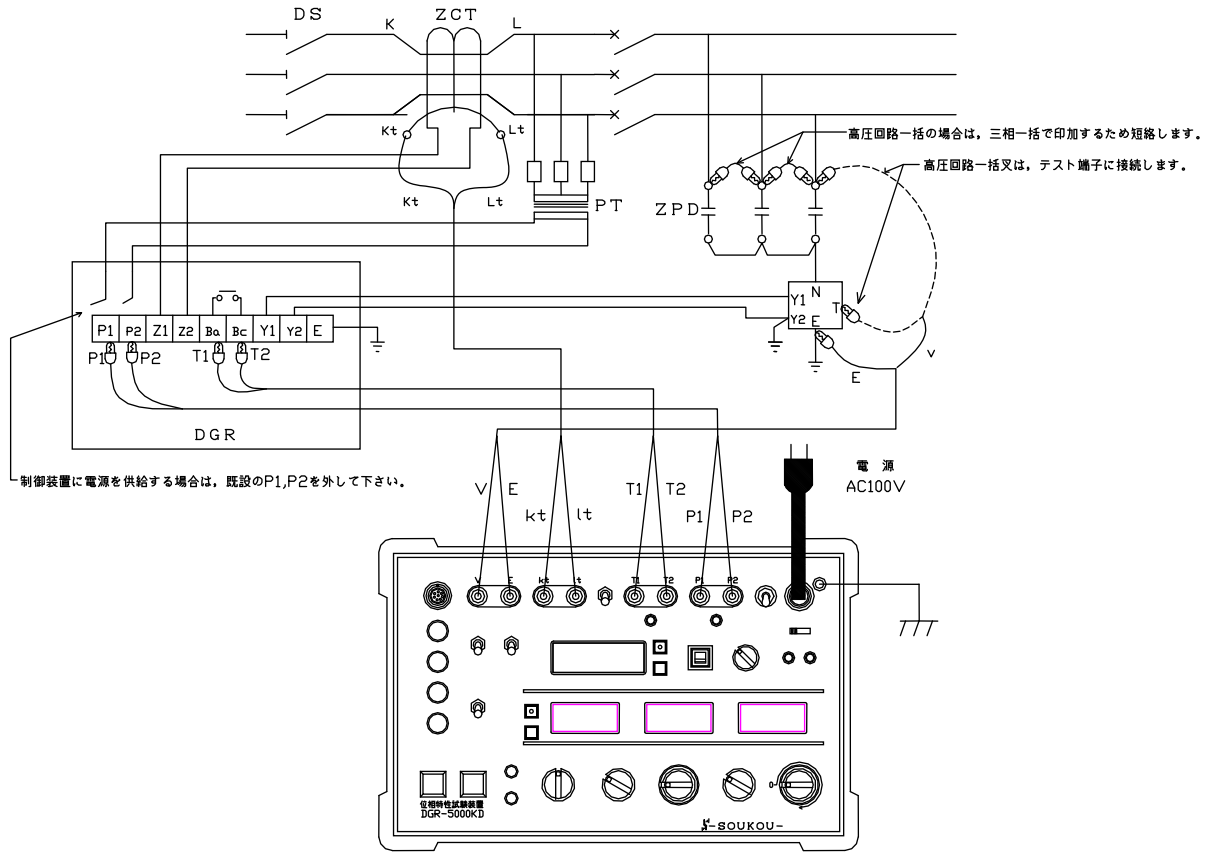 DS
ZCT
K
L
Kt
Lt
Kt
Lt
PT
ZPD
高圧回路一括の場合は，三相一括で印加するため短絡します。
高圧回路一括又は，テスト端子に接続します。
Y1 N
T
Y2 E
E
V
P1 P2 Z1 Z2 Ba Bc Y1 Y2 E
P1 P2 T1 T2
DGR
制御装置に電源を供給する場合は，既設のP1,P2を外して下さい。
V E
kt lt
T1 T2
P1 P2
電 源
AC100V
V E kt lt T1 T2 P1 P2
位相特性試験装置
DGR-5000KD
-SOUKOU-